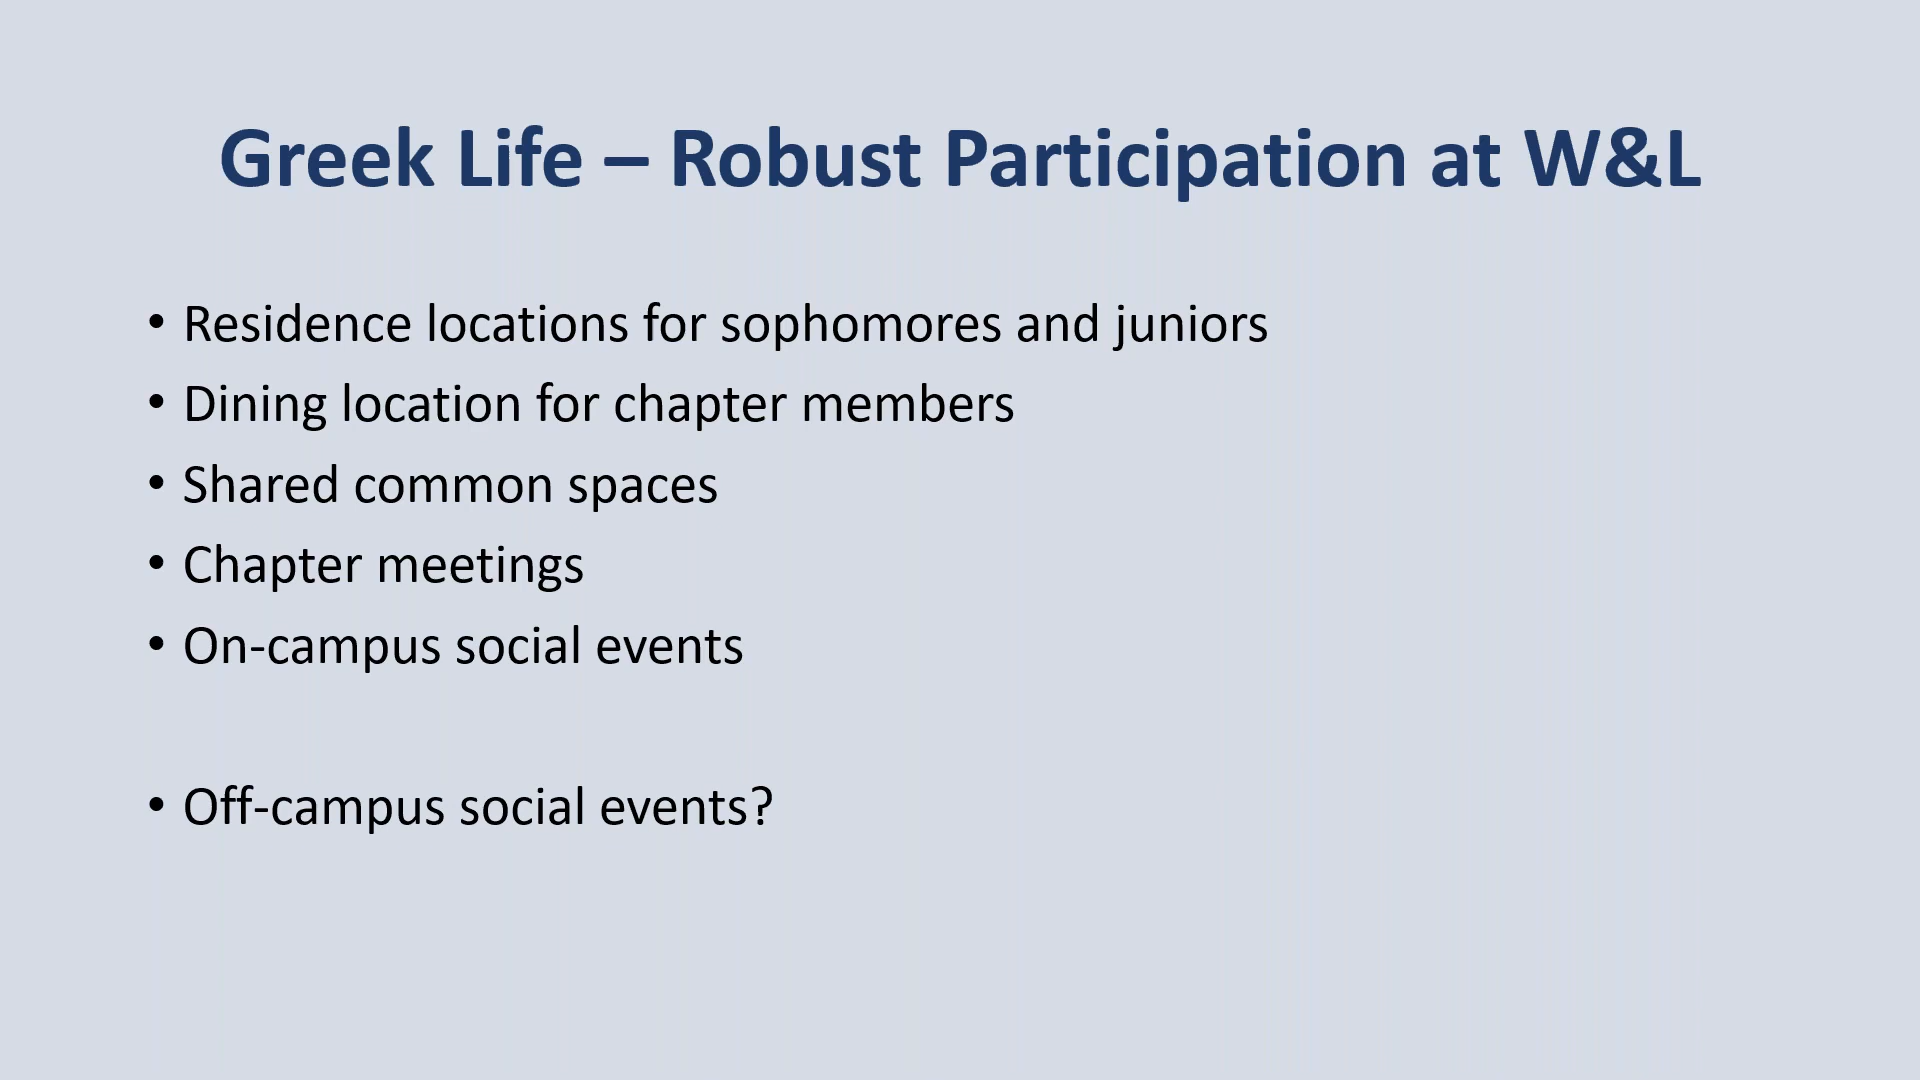 Greek Life – Robust Participation at W&L
• Residence locations for sophomores and juniors
• Dining location for chapter members
• Shared common spaces
• Chapter meetings
• On-campus social events
• Off-campus social events?